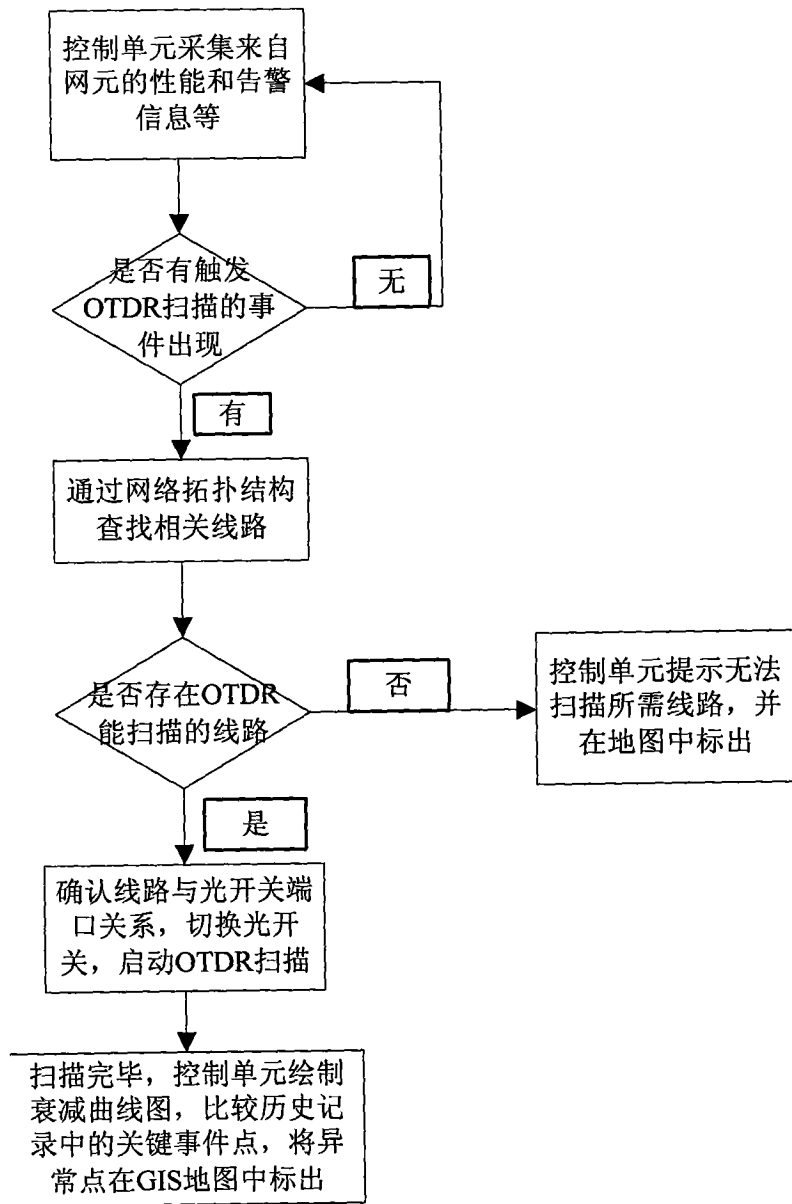 控制单元采集来自
网元的性能和告警
信息等
是否有触发
OTDR扫描的事
件出现
无
有
通过网络拓扑结构
查找相关线路
是否存在OTDR
能扫描的线路
否
控制单元提示无法
扫描所需线路，并
在地图中标出
是
确认线路与光开关端
口关系，切换光开
关，启动OTDR扫描
扫描完毕，控制单元绘制
衰减曲线图，比较历史记
录中的关键事件点，将异
常点在GIS地图中标出